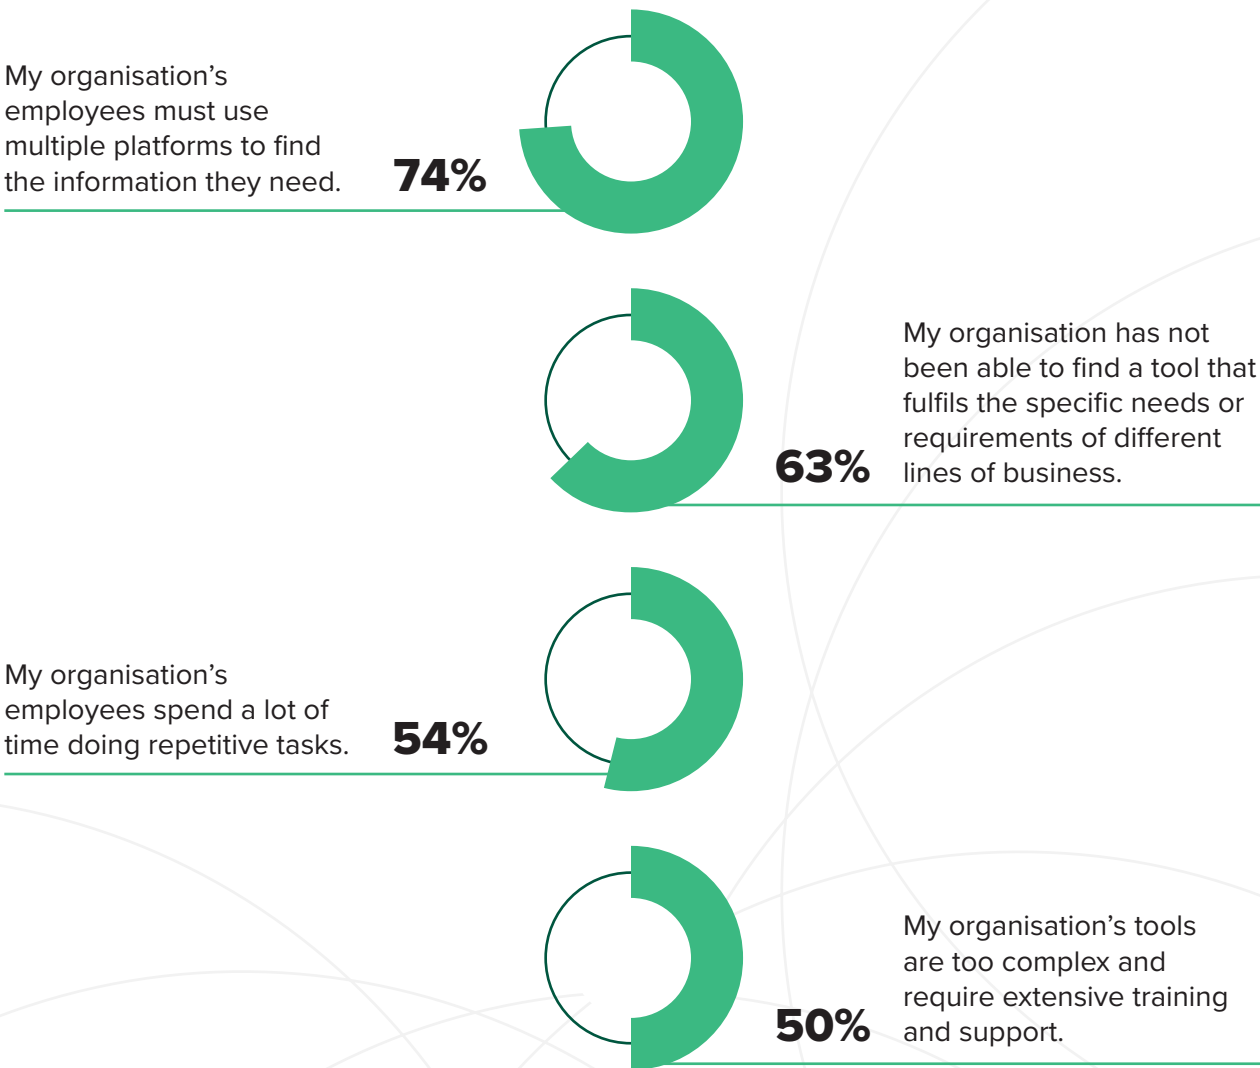 My organisation’s
employees must use
multiple platforms to find
the information they need.
74%
My organisation has not
been able to find a tool that
fulfils the specific needs or
requirements of different
lines of business.
63%
My organisation’s
employees spend a lot of
time doing repetitive tasks.
54%
My organisation’s tools
are too complex and
require extensive training
and support.
50%